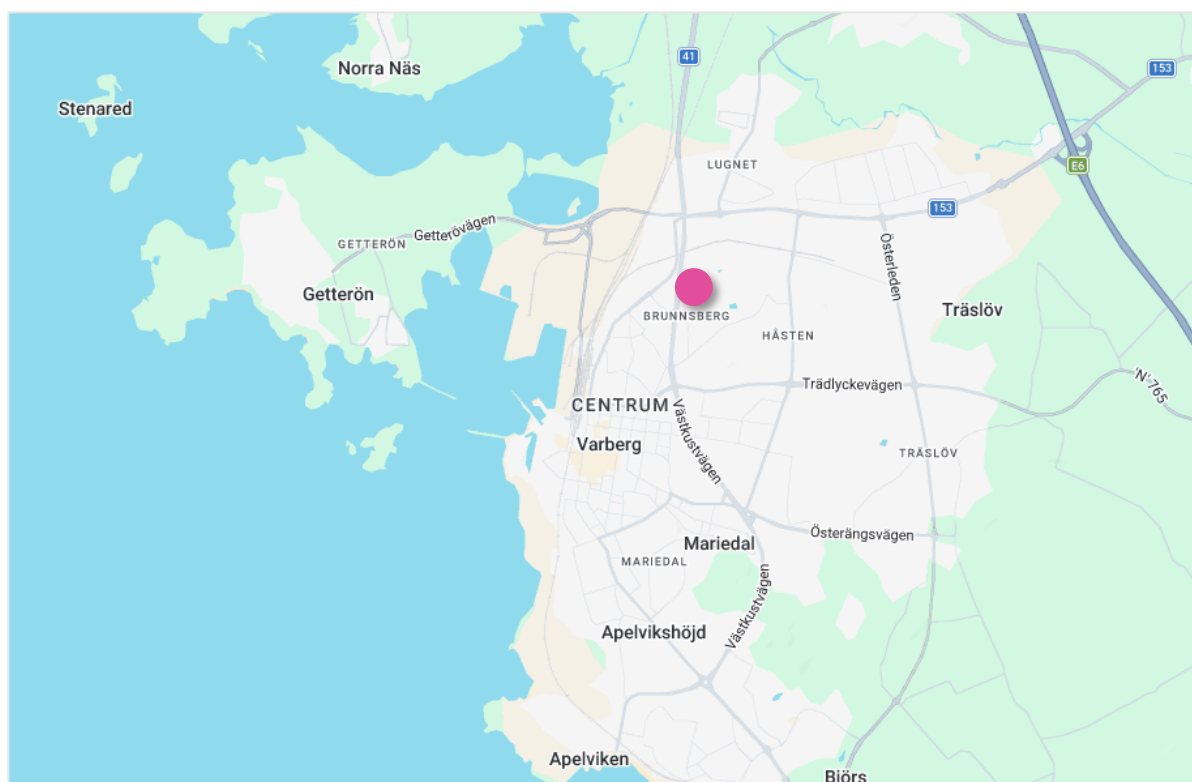 41
Norra Näs
153
Stenared
LUGNET
E6
153
Getterövägen
GETTERÖN
Österleden
Getterön
Träslöv
BRUNNSBERG
HÅSTEN
Trädlyckevägen
'N' 765
CENTRUM
Västkustvägen
Varberg
TRÄSLÖV
Österängsvägen
Mariedal
MARIEDAL
Västkustvägen
Apelvikshöjd
Apelviken
Björs